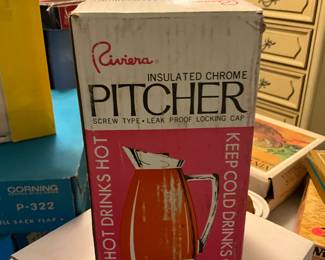 Riviera
INSULATED CHROME
PITCHER
SCREW TYPE • LEAK PROOF LOCKING CAP
HOT DRINKS HOT
KEEP COLD DRINKS
CORNING
P-322